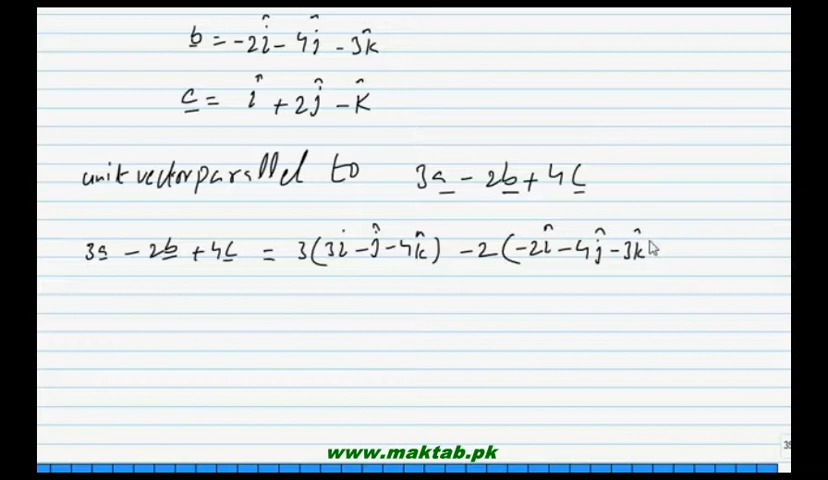 b = -2î - 4ĵ - 3k̂
c = î + 2ĵ - k̂
unit vector parallel to 3a - 2b + 4c
3a - 2b + 4c = 3(3i - ĵ - 4k̂) - 2(-2î - 4ĵ - 3k̂
www.maktab.pk